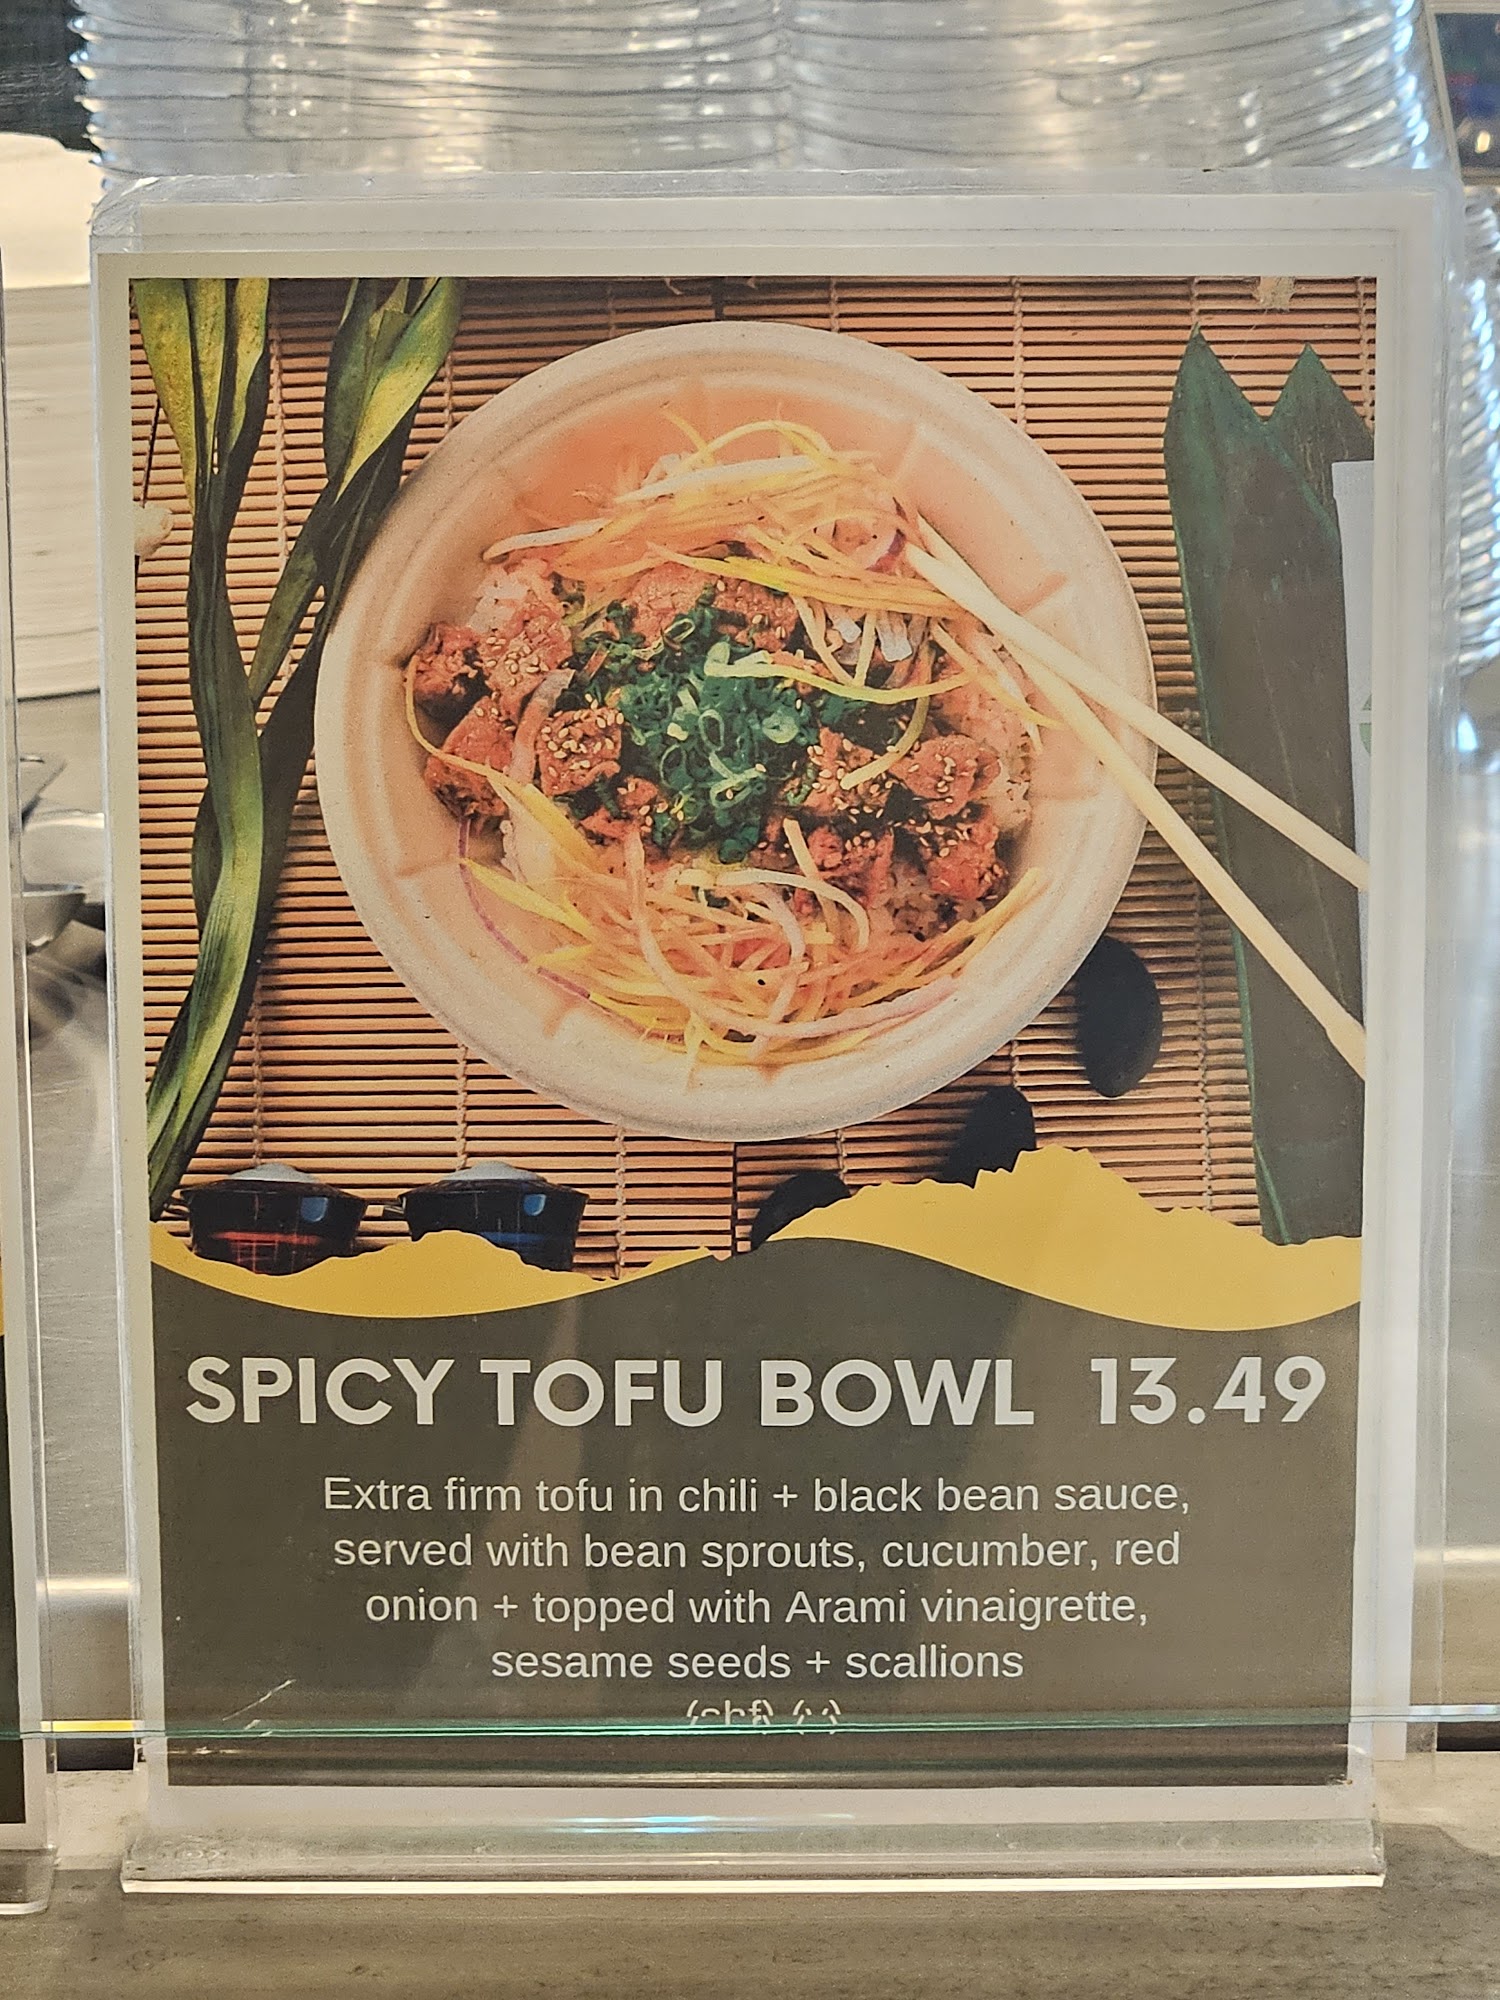 SPICY TOFU BOWL 13.49
Extra firm tofu in chili + black bean sauce,
served with bean sprouts, cucumber, red
onion + topped with Arami vinaigrette,
sesame seeds + scallions